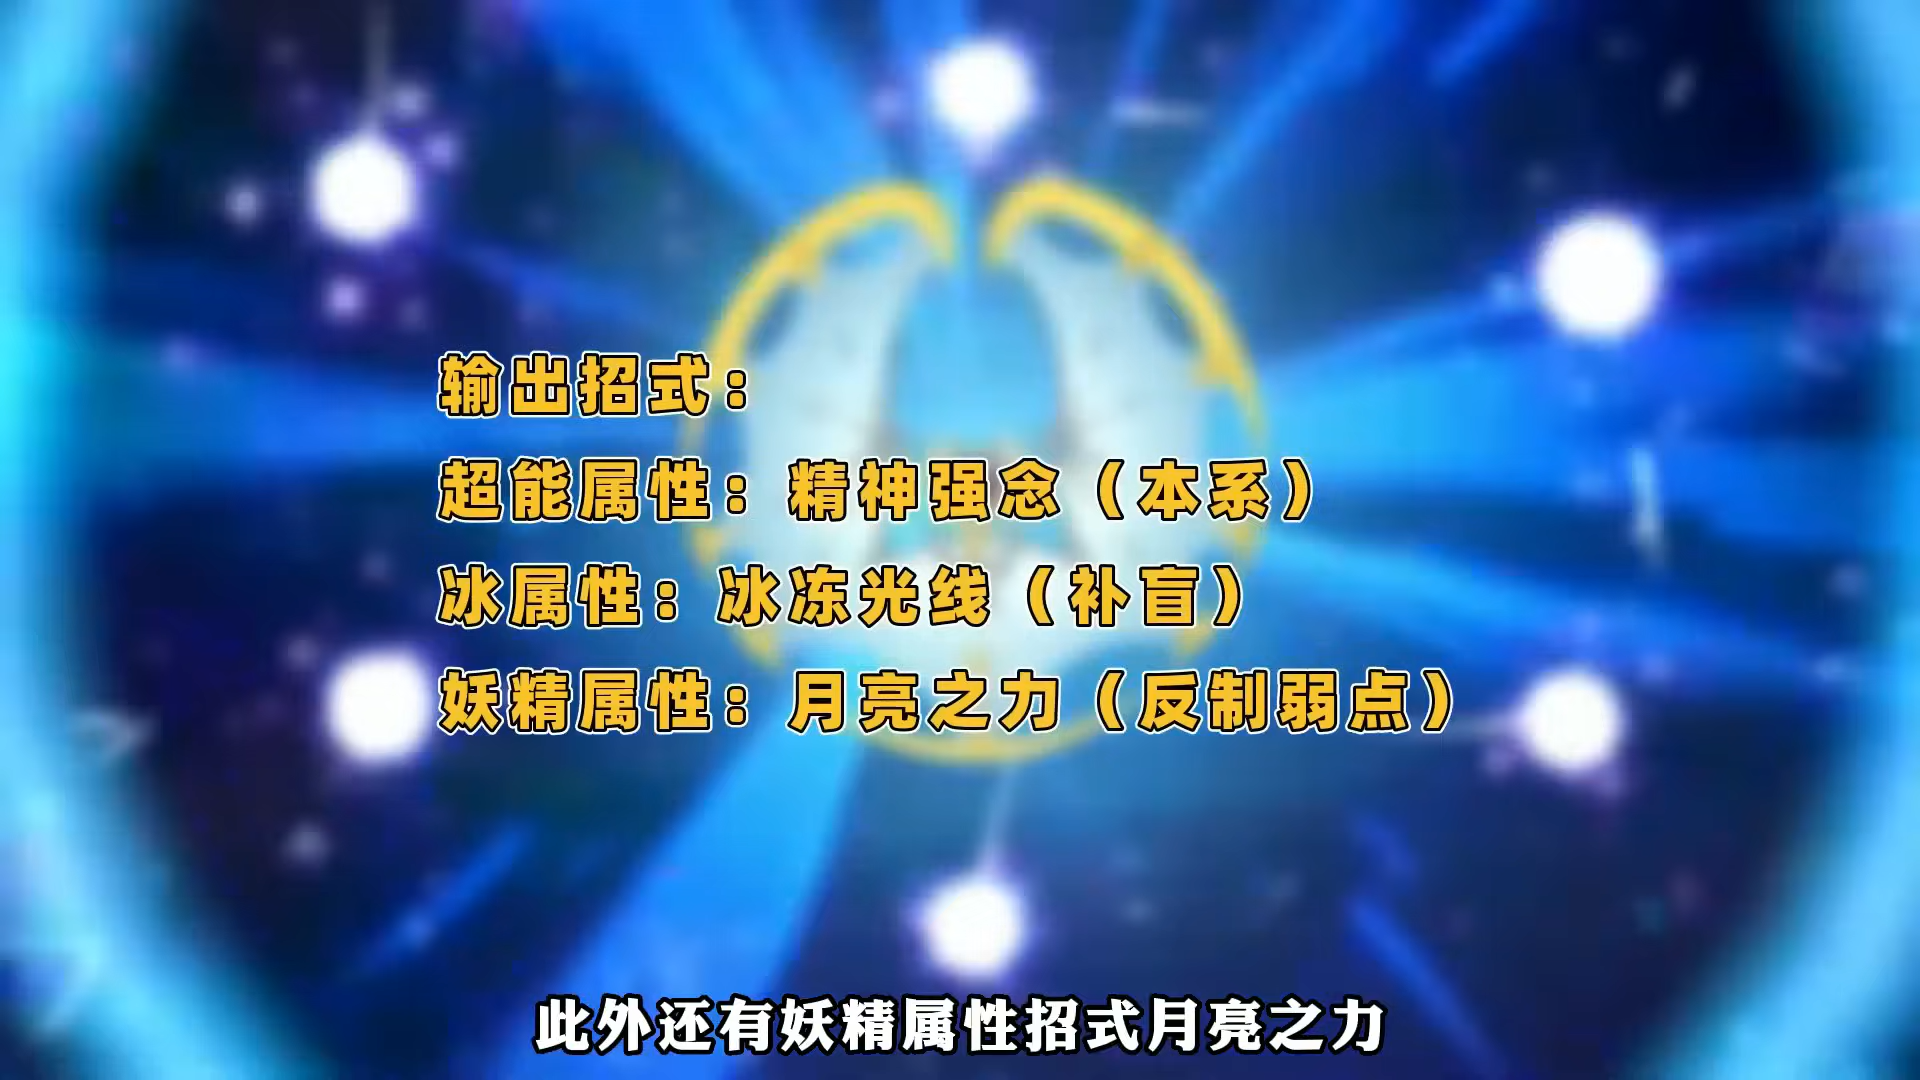 输出招式：
超能属性：精神强念（本系）
冰属性：冰冻光线（补盲）
妖精属性：月亮之力（反制弱点）
此外还有妖精属性招式月亮之力